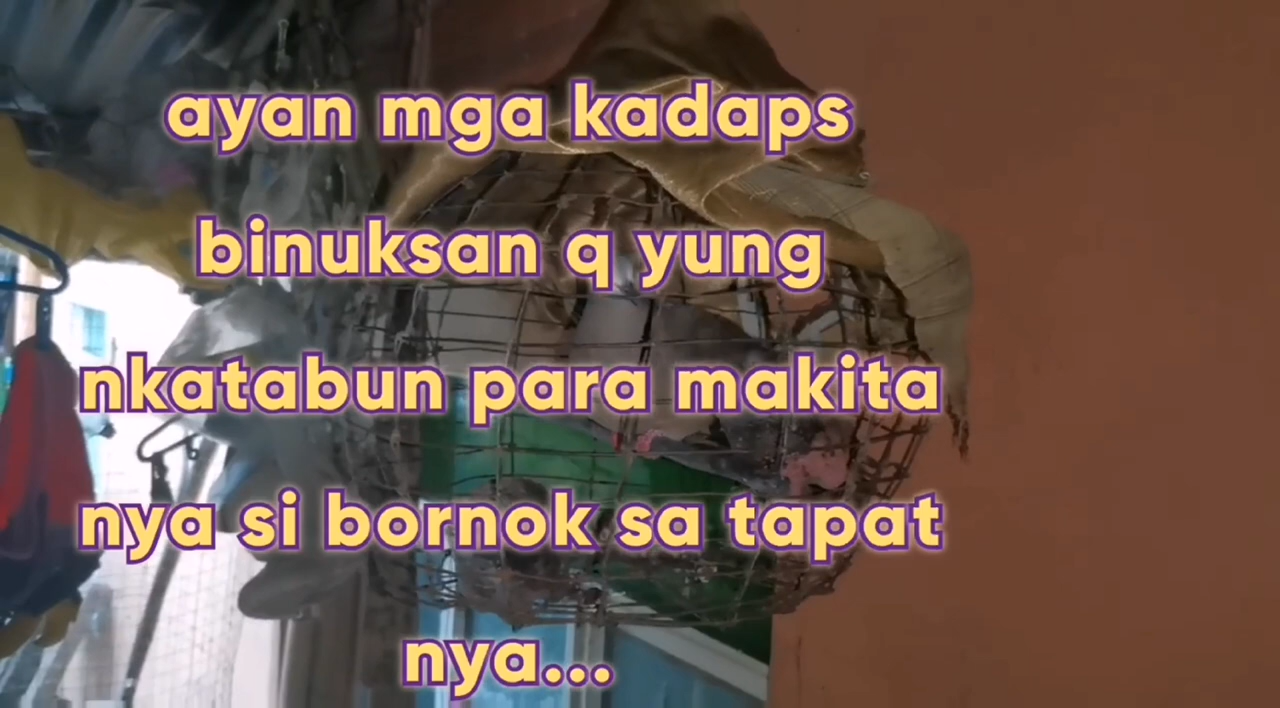 ayan mga kadaps
binuksan q yung
nkatabun para makita
nya si bornok sa tapat
nya...